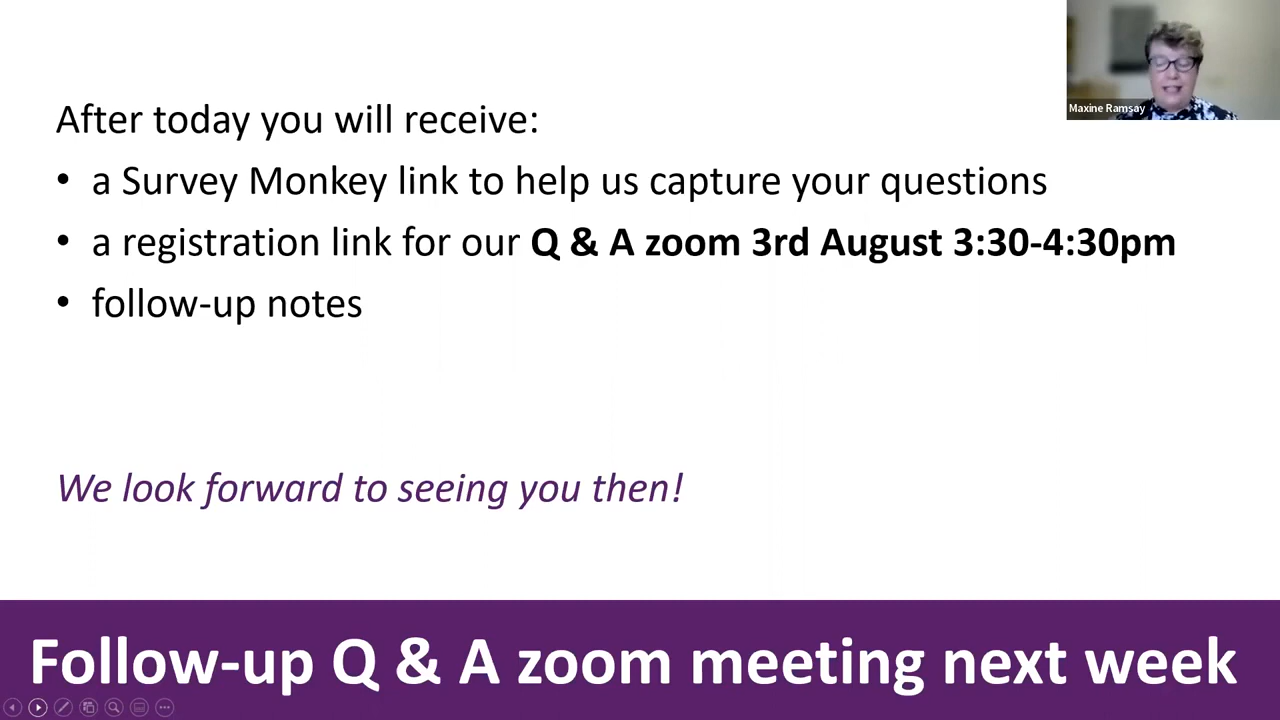 After today you will receive:
• a Survey Monkey link to help us capture your questions
• a registration link for our Q & A zoom 3rd August 3:30-4:30pm
• follow-up notes
We look forward to seeing you then!
Follow-up Q & A zoom meeting next week
Maxine Ramsay